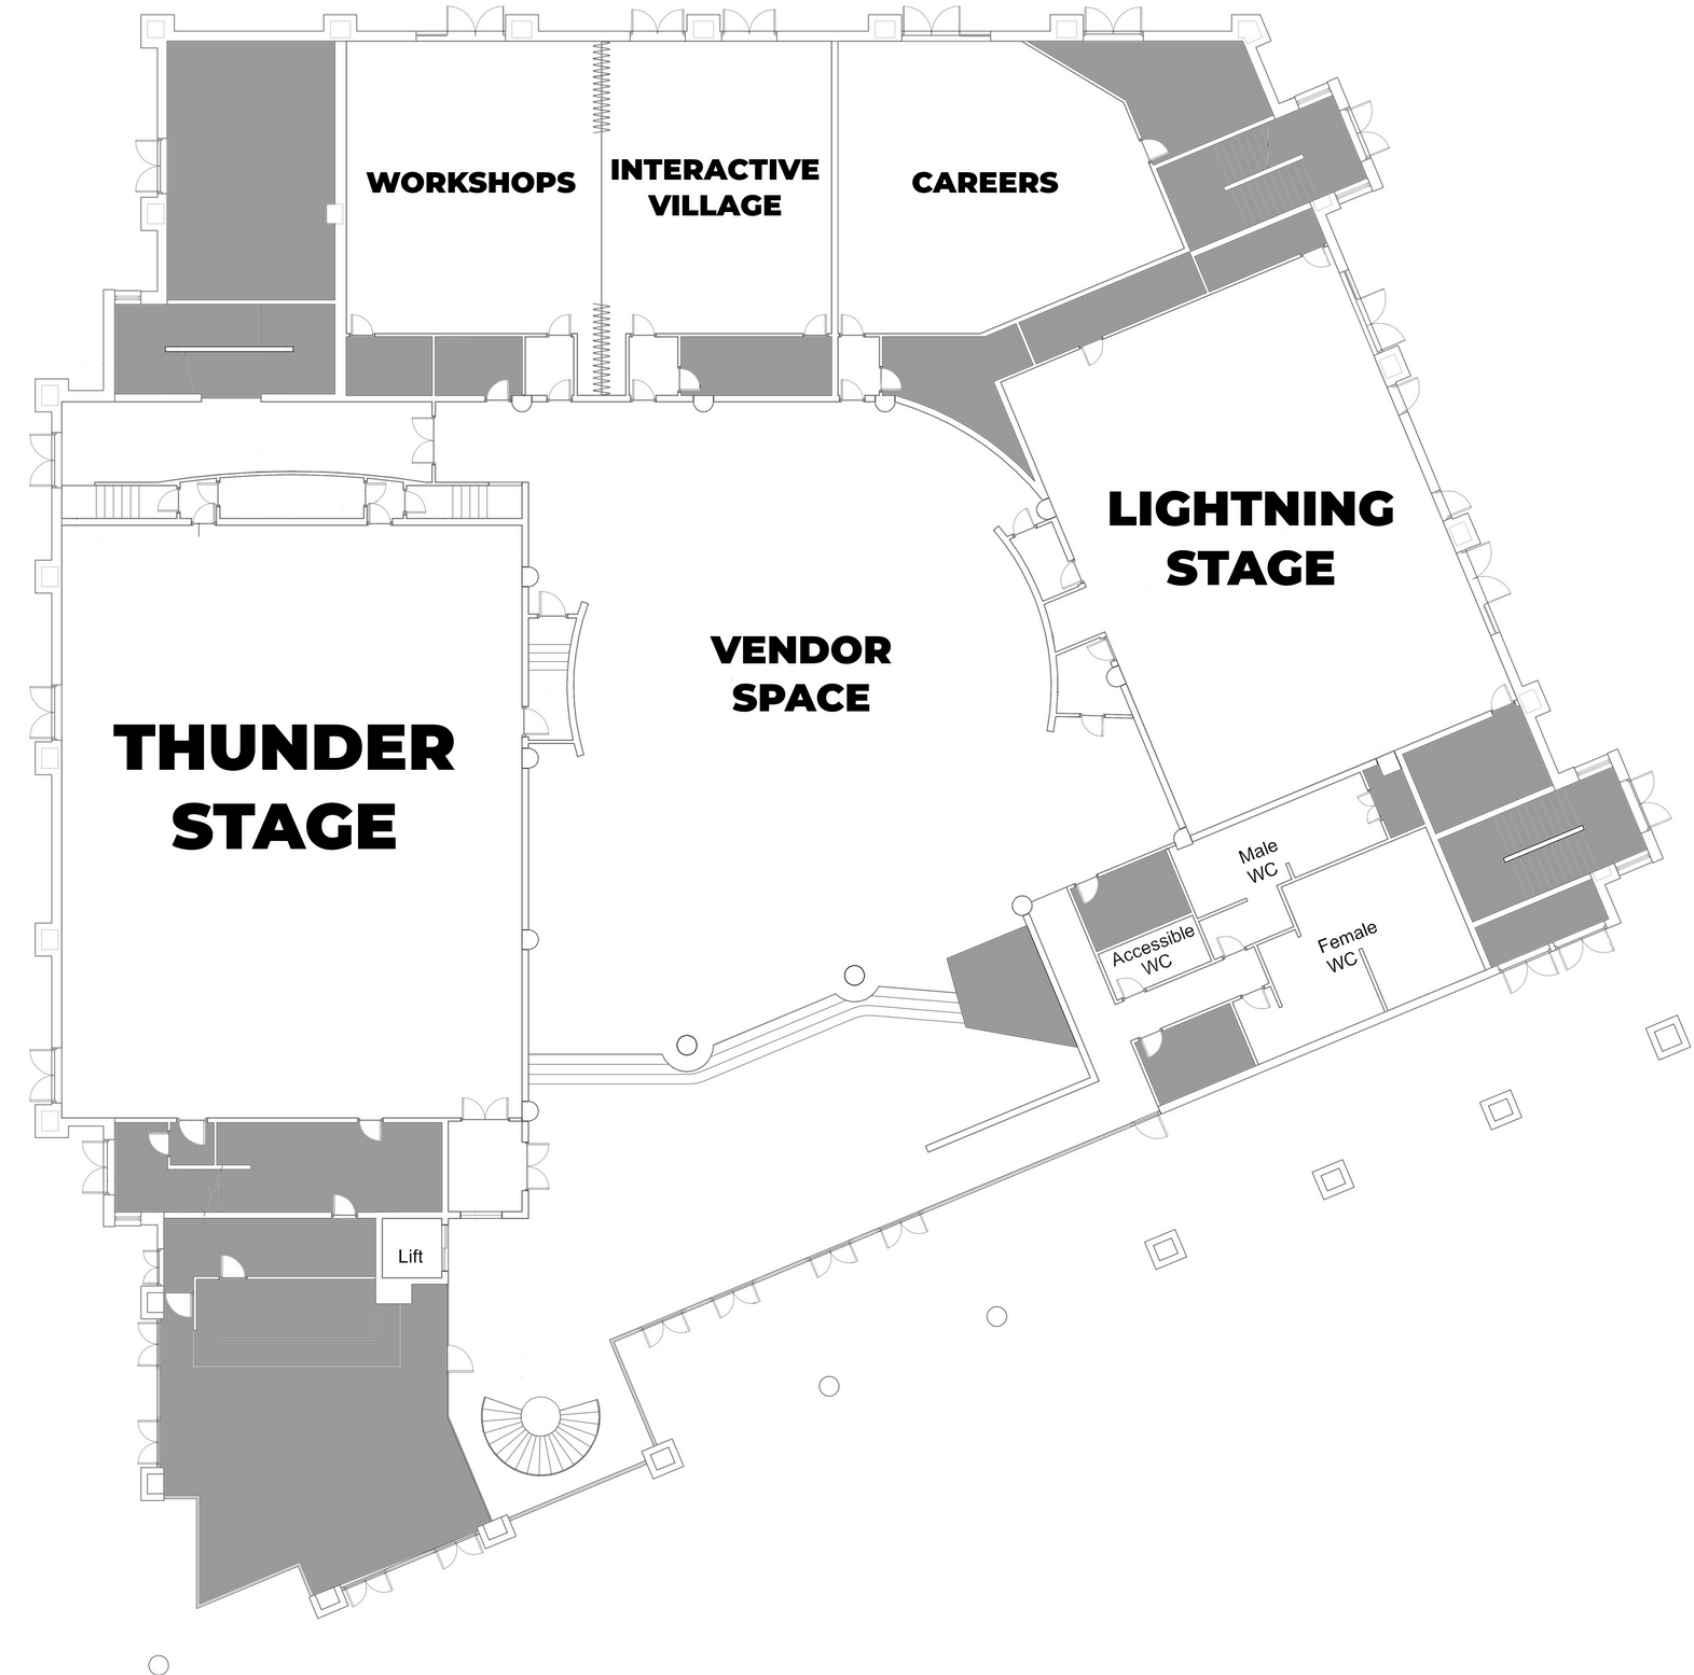 WORKSHOPS
INTERACTIVE
VILLAGE
CAREERS
LIGHTNING
STAGE
VENDOR
SPACE
THUNDER
STAGE
Male
WC
Accessible
WC
Female
WC
Lift